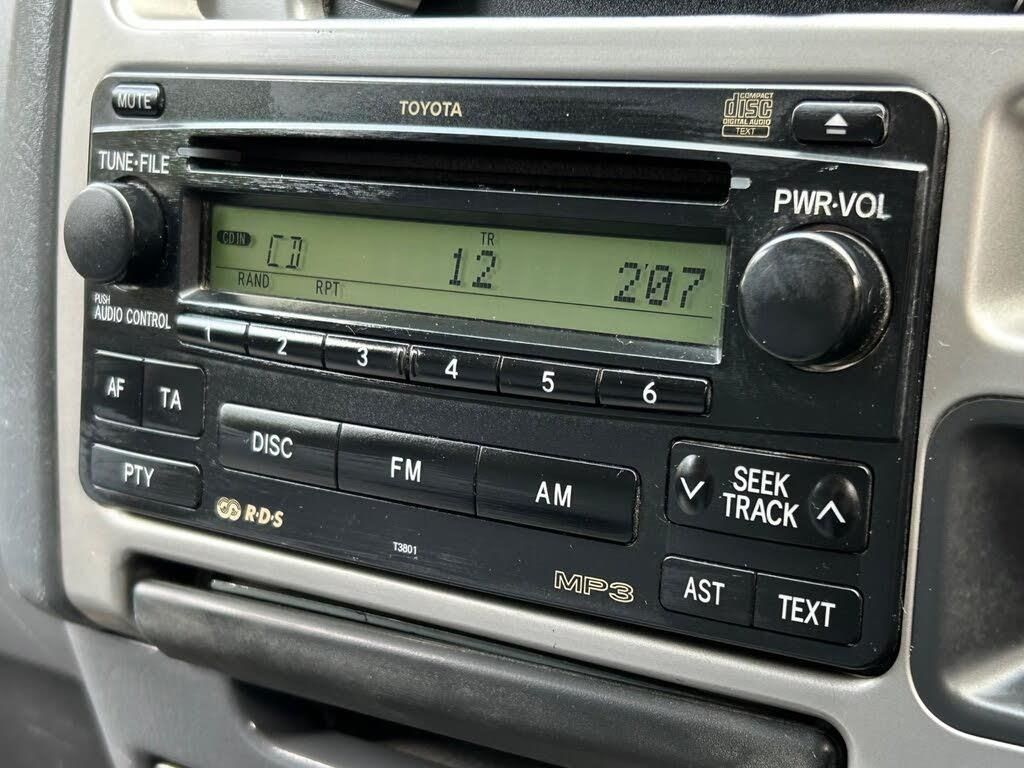 MUTE
TOYOTA
COMPACT
disc
DIGITAL AUDIO
TEXT
TUNE·FILE
PWR·VOL
CD IN
CD
TR
12
2'07
RAND
RPT
PUSH
AUDIO CONTROL
1 2 3 4 5 6
AF TA
DISC FM AM
SEEK
TRACK
PTY
R·D·S
T3801
MP3
AST TEXT